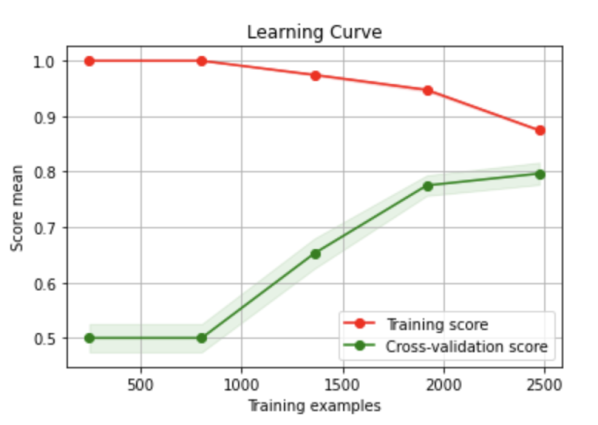 Learning Curve
1.0
0.9
0.8
0.7
0.6
0.5
Score mean
Training score
Cross-validation score
500 1000 1500 2000 2500
Training examples